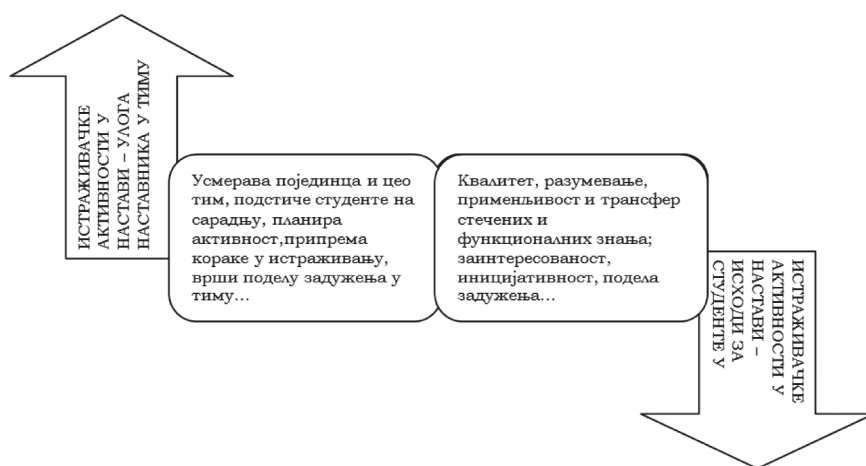 ИСТРАЖИВАЧКЕ
АКТИВНОСТИ У
НАСТАВИ – УЛОГА
НАСТАВНИКА У ТИМУ
Усмерава појединца и цео
тим, подстиче студенте на
сарадњу, планира
активност,припрема
кораке у истраживању,
врши поделу задужења у
тиму...
Квалитет, разумевање,
применљивост и трансфер
стечених и
функционалних знања;
заинтересованост,
иницијативност, подела
задужења...
ИСТРАЖИВАЧКЕ
АКТИВНОСТИ У
НАСТАВИ –
ИСХОДИ ЗА
СТУДЕНТЕ У